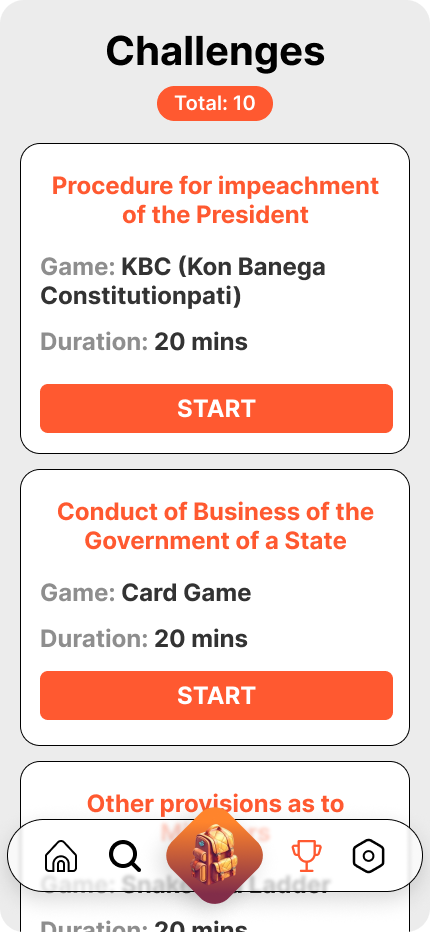 Challenges
Total: 10
Procedure for impeachment
of the President
Game: KBC (Kon Banega
Constitutionpati)
Duration: 20 mins
START
Conduct of Business of the
Government of a State
Game: Card Game
Duration: 20 mins
START
Other provisions as to
Game: Ladder
Duration: 20 mins